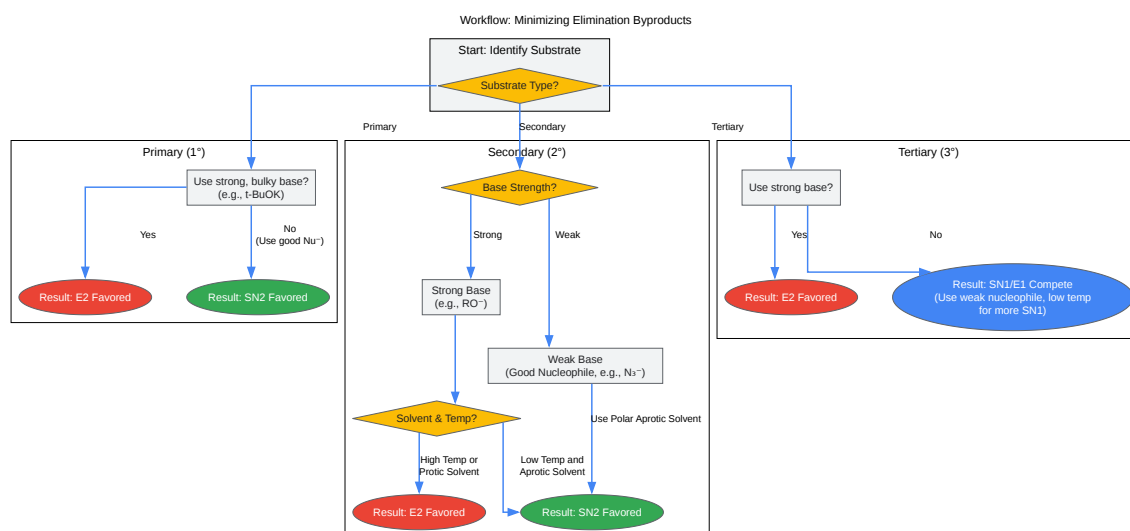 Workflow: Minimizing Elimination Byproducts
Start: Identify Substrate
Substrate Type?
Primary
Secondary
Tertiary
Primary (1°)
Use strong, bulky base?
(e.g., t-BuOK)
Yes
No
(Use good Nu⁻)
Result: E2 Favored
Result: SN2 Favored
Secondary (2°)
Base Strength?
Strong
Weak
Strong Base
(e.g., RO⁻)
Weak Base
(Good Nucleophile, e.g., N₃⁻)
Solvent & Temp?
Use Polar Aprotic Solvent
High Temp or
Protic Solvent
Low Temp and
Aprotic Solvent
Result: E2 Favored
Result: SN2 Favored
Tertiary (3°)
Use strong base?
Yes
No
Result: E2 Favored
Result: SN1/E1 Compete
(Use weak nucleophile, low temp
for more SN1)